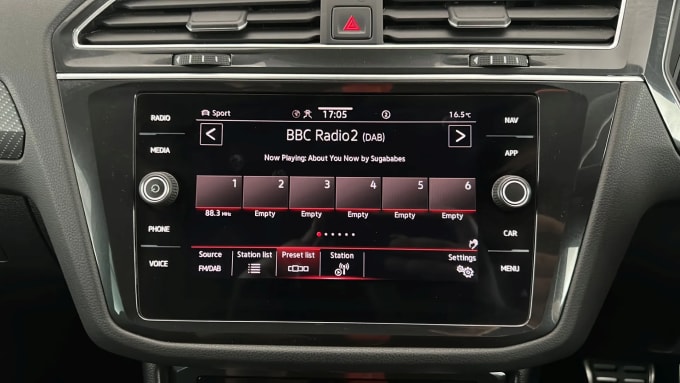 RADIO
MEDIA
PHONE
VOICE
Sport 17:05 16.5°C
BBC Radio2 (DAB)
Now Playing: About You Now by Sugababes
1 2 3 4 5 6
88.3 MHz Empty Empty Empty Empty Empty
Source Station list Preset list Station Settings
FM/DAB
NAV
APP
CAR
MENU